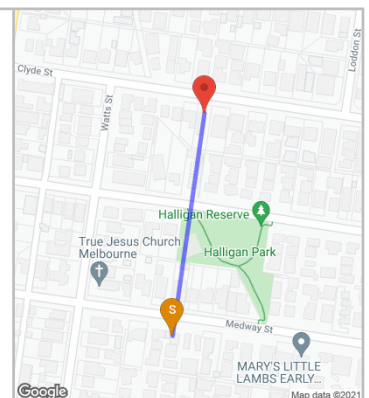 Loddon St
Clyde St
Watts St
Halligan Reserve
True Jesus Church
Melbourne
Halligan Park
S
Medway St
MARY'S LITTLE
LAMBS EARLY...
Google
Map data ©2021